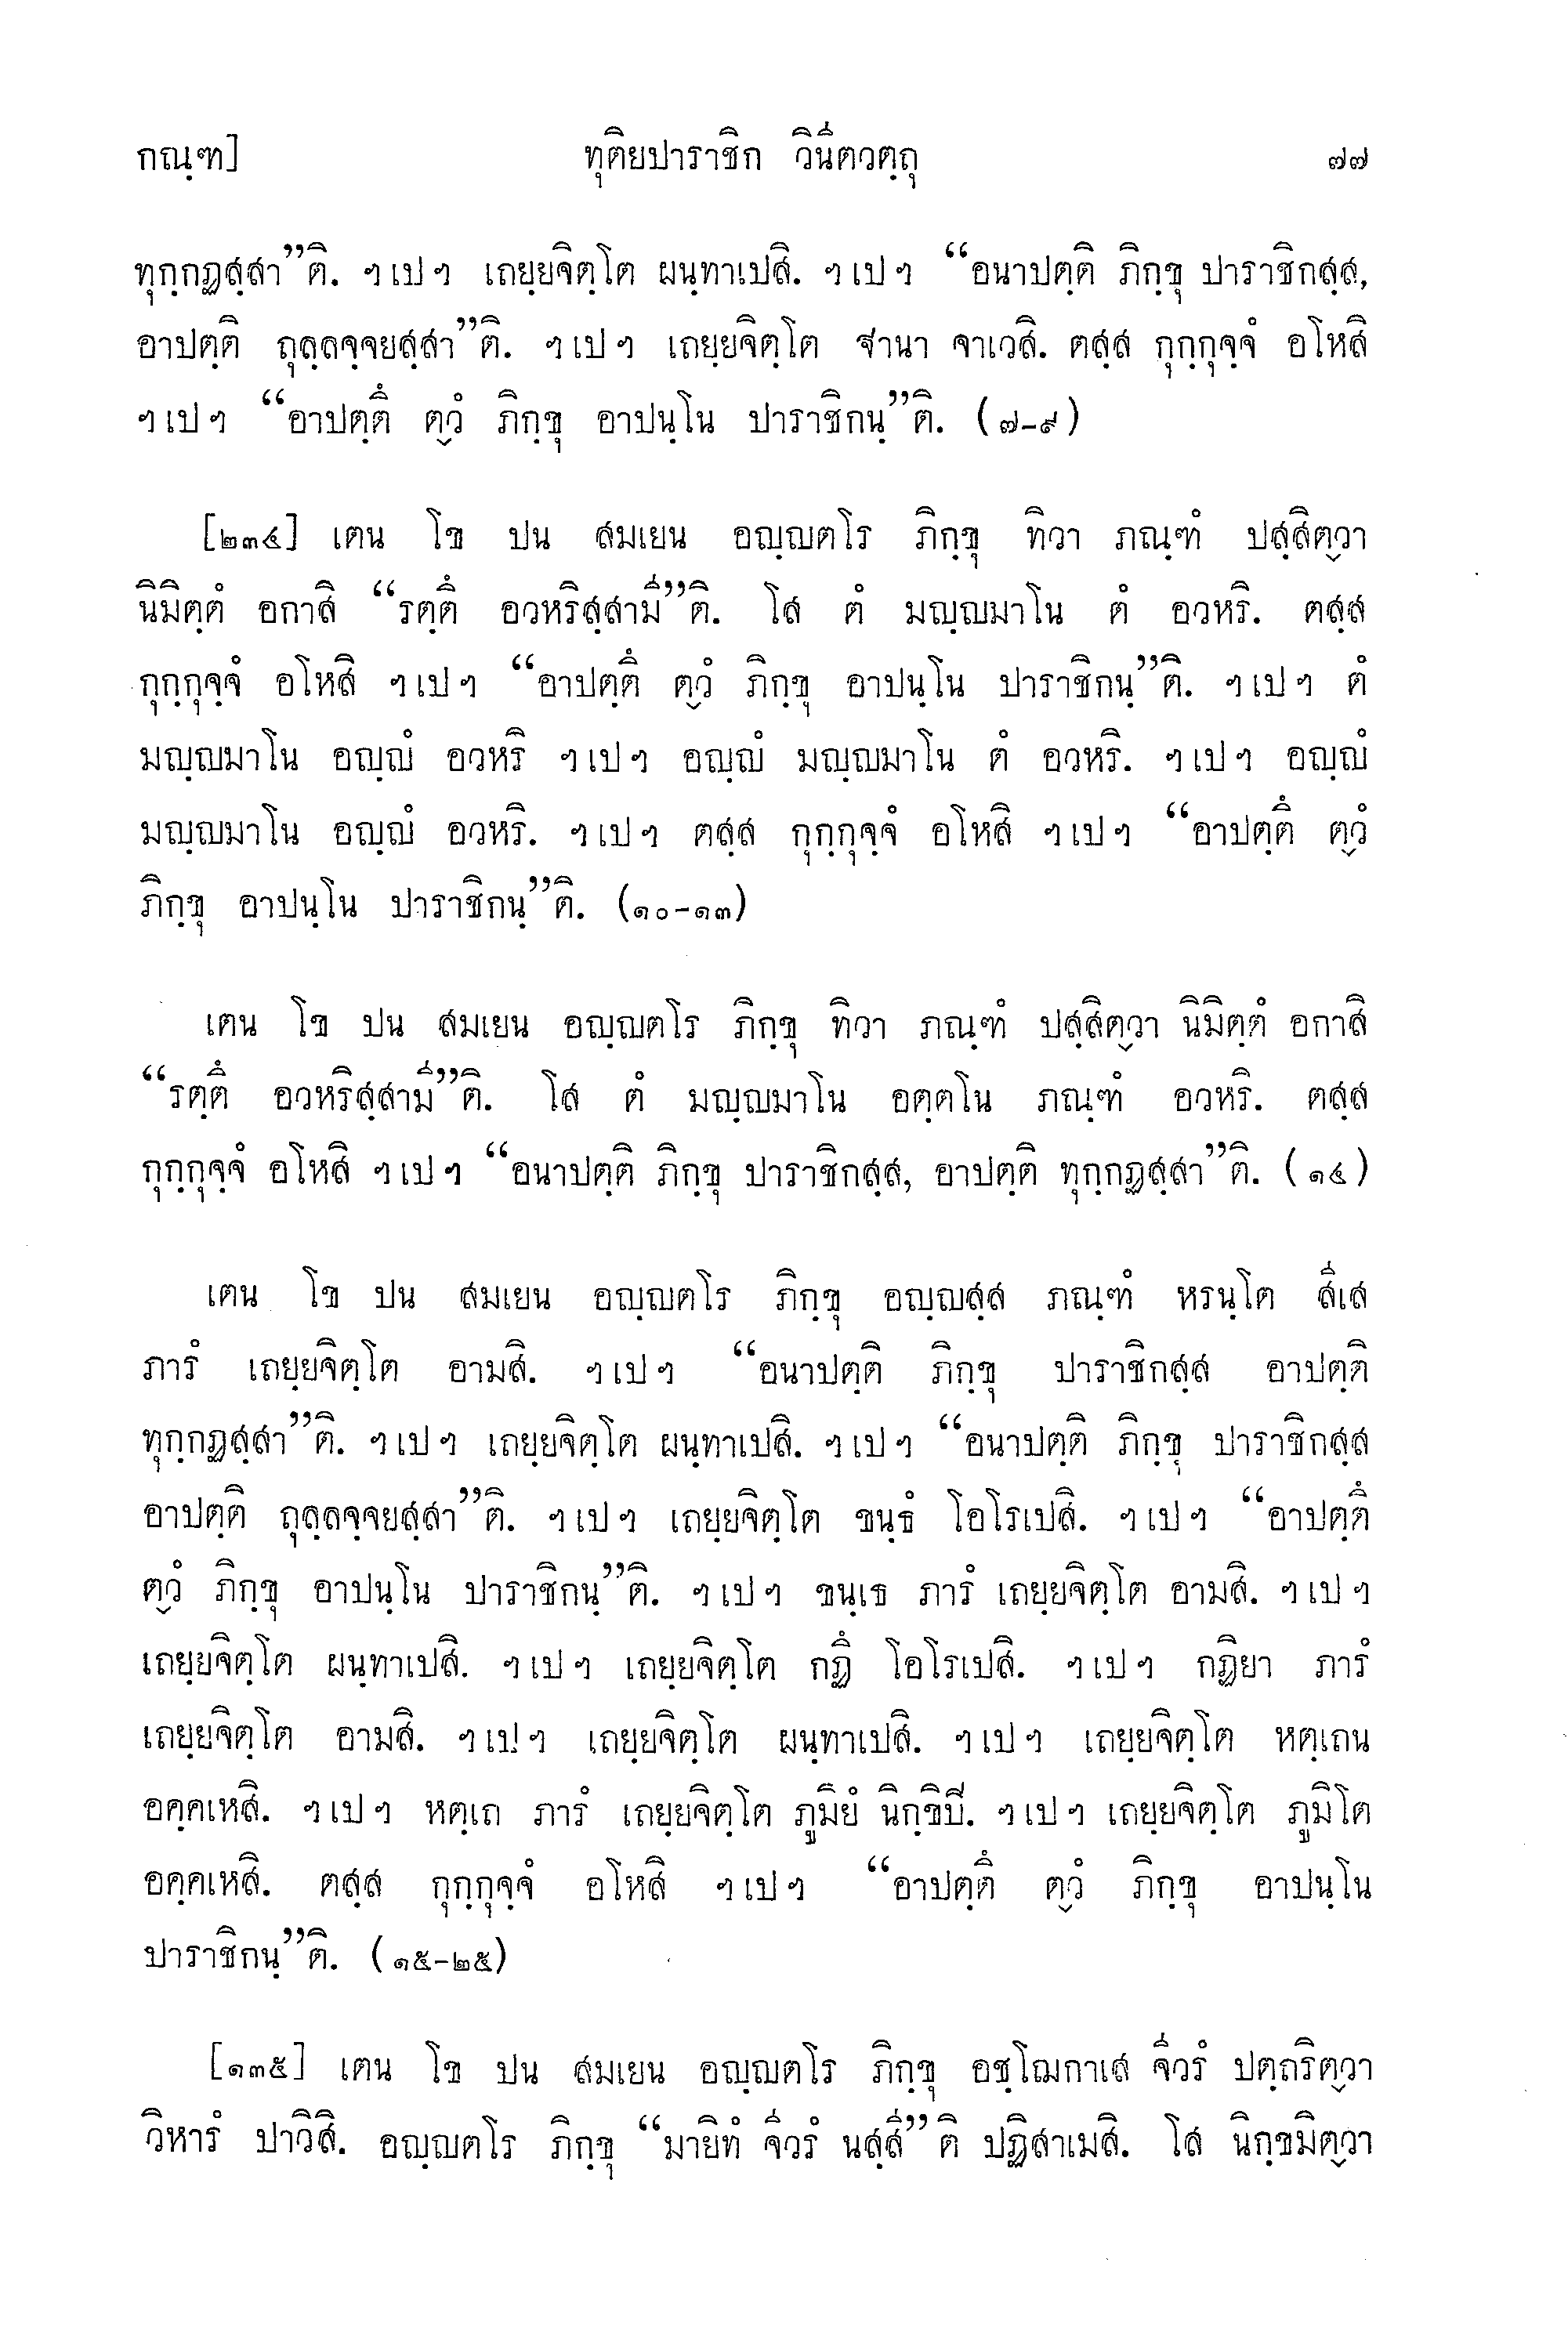 กณฺฑ] ทุติยปาราชิก วินีตวตฺถุ ๗๗
ทุกฺกฏสฺสา”ติ. ฯเปฯ เถยฺยจิตฺโต ผนฺทาเปสิ. ฯเปฯ “อนาปตฺติ ภิกฺขุ ปาราชิกสฺส,
อาปตฺติ ถุลฺลจฺจยสฺสา”ติ. ฯเปฯ เถยฺยจิตฺโต ฐานา จาเวสิ. ตสฺส กุกฺกุจฺจํ อโหสิ
ฯเปฯ “อาปตฺตึ ตฺวํ ภิกฺขุ อาปนฺโน ปาราชิกนฺ”ติ. (๗-๙)
[๒๓๔] เตน โข ปน สมเยน อญฺญตโร ภิกฺขุ ทิวา ภณฺฑํ ปสฺสิตฺวา
นิมิตฺตํ อกาสิ “รตฺตึ อวหริสฺสามี”ติ. โส ตํ มญฺญมาโน ตํ อวหริ. ตสฺส
กุกฺกุจฺจํ อโหสิ ฯเปฯ “อาปตฺตึ ตฺวํ ภิกฺขุ อาปนฺโน ปาราชิกนฺ”ติ. ฯเปฯ ตํ
มญฺญมาโน อญฺญํ อวหริ ฯเปฯ อญฺญํ มญฺญมาโน ตํ อวหริ. ฯเปฯ อญฺญํ
มญฺญมาโน อญฺญํ อวหริ. ฯเปฯ ตสฺส กุกฺกุจฺจํ อโหสิ ฯเปฯ “อาปตฺตึ ตฺวํ
ภิกฺขุ อาปนฺโน ปาราชิกนฺ”ติ. (๑๐-๑๓)
เตน โข ปน สมเยน อญฺญตโร ภิกฺขุ ทิวา ภณฺฑํ ปสฺสิตฺวา นิมิตฺตํ อกาสิ
“รตฺตึ อวหริสฺสามี”ติ. โส ตํ มญฺญมาโน อตฺตโน ภณฺฑํ อวหริ. ตสฺส
กุกฺกุจฺจํ อโหสิ ฯเปฯ “อนาปตฺติ ภิกฺขุ ปาราชิกสฺส, อาปตฺติ ทุกฺกฏสฺสา”ติ. (๑๔)
เตน โข ปน สมเยน อญฺญตโร ภิกฺขุ อญฺญสฺส ภณฺฑํ หรนฺโต สีเส
ภารํ เถยฺยจิตฺโต อามสิ. ฯเปฯ “อนาปตฺติ ภิกฺขุ ปาราชิกสฺส อาปตฺติ
ทุกฺกฏสฺสา”ติ. ฯเปฯ เถยฺยจิตฺโต ผนฺทาเปสิ. ฯเปฯ “อนาปตฺติ ภิกฺขุ ปาราชิกสฺส
อาปตฺติ ถุลฺลจฺจยสฺสา”ติ. ฯเปฯ เถยฺยจิตฺโต ขนฺธํ โอโรเปสิ. ฯเปฯ “อาปตฺตึ
ตฺวํ ภิกฺขุ อาปนฺโน ปาราชิกนฺ”ติ. ฯเปฯ ขนฺเธ ภารํ เถยฺยจิตฺโต อามสิ. ฯเปฯ
เถยฺยจิตฺโต ผนฺทาเปสิ. ฯเปฯ เถยฺยจิตฺโต กฏึ โอโรเปสิ. ฯเปฯ กฏิยา ภารํ
เถยฺยจิตฺโต อามสิ. ฯเปฯ เถยฺยจิตฺโต ผนฺทาเปสิ. ฯเปฯ เถยฺยจิตฺโต หตฺเถน
อคฺคเหสิ. ฯเปฯ หตฺเถ ภารํ เถยฺยจิตฺโต ภูมิยํ นิกฺขิปิ. ฯเปฯ เถยฺยจิตฺโต ภูมิโต
อคฺคเหสิ. ตสฺส กุกฺกุจฺจํ อโหสิ ฯเปฯ “อาปตฺตึ ตฺวํ ภิกฺขุ อาปนฺโน
ปาราชิกนฺ”ติ. (๑๕-๒๕)
[๑๓๕] เตน โข ปน สมเยน อญฺญตโร ภิกฺขุ อชฺโฌกาเส จีวรํ ปตฺถริตฺวา
วิหารํ ปาวิสิ. อญฺญตโร ภิกฺขุ “มายิทํ จีวรํ นสฺสี”ติ ปฏิสาเมสิ. โส นิกฺขมิตฺวา